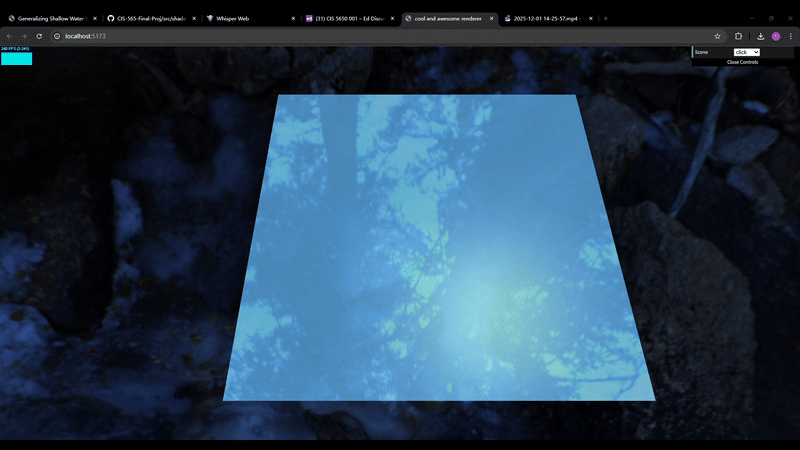 Generalizing Shallow Water
CIS-565-Final-Proj/src/shade
Whisper Web
(31) CIS 5650 001 – Ed Discu
cool and awesome renderer
2025-12-01 14-25-57.mp4 -
localhost:5173
240 FPS (2-241)
Scene
click
Close Controls